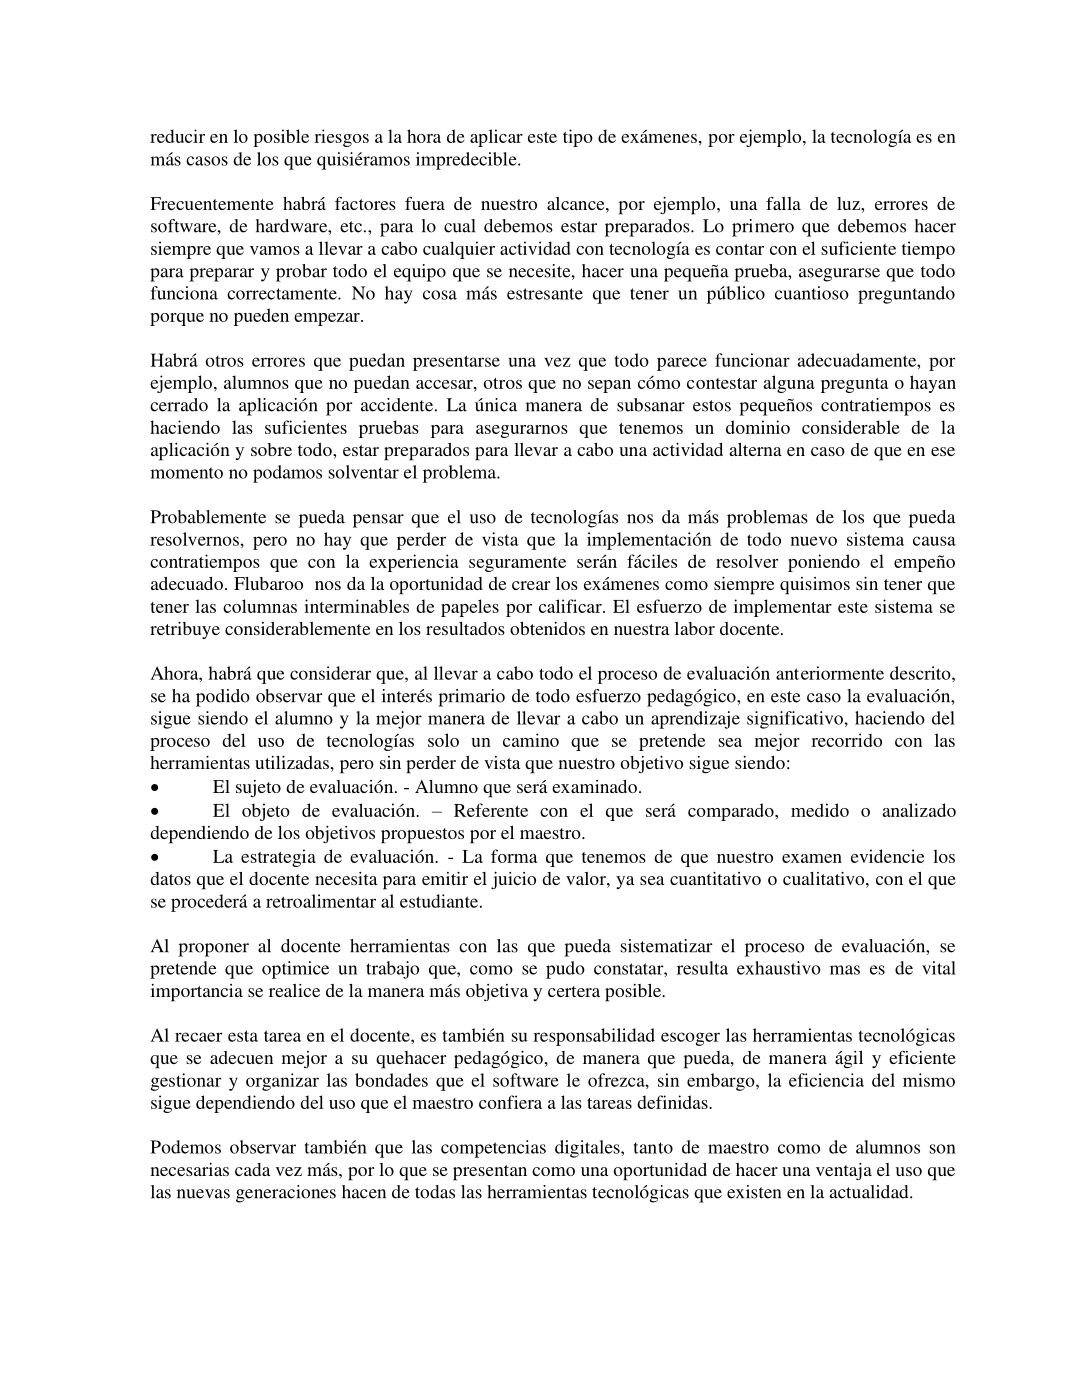 reducir en lo posible riesgos a la hora de aplicar este tipo de exámenes, por ejemplo, la tecnología es en
más casos de los que quisiéramos impredecible.
Frecuentemente habrá factores fuera de nuestro alcance, por ejemplo, una falla de luz, errores de
software, de hardware, etc., para lo cual debemos estar preparados. Lo primero que debemos hacer
siempre que vamos a llevar a cabo cualquier actividad con tecnología es contar con el suficiente tiempo
para preparar y probar todo el equipo que se necesite, hacer una pequeña prueba, asegurarse que todo
funciona correctamente. No hay cosa más estresante que tener un público cuantioso preguntando
porque no pueden empezar.
Habrá otros errores que puedan presentarse una vez que todo parece funcionar adecuadamente, por
ejemplo, alumnos que no puedan accesar, otros que no sepan cómo contestar alguna pregunta o hayan
cerrado la aplicación por accidente. La única manera de subsanar estos pequeños contratiempos es
haciendo las suficientes pruebas para asegurarnos que tenemos un dominio considerable de la
aplicación y sobre todo, estar preparados para llevar a cabo una actividad alterna en caso de que en ese
momento no podamos solventar el problema.
Probablemente se pueda pensar que el uso de tecnologías nos da más problemas de los que pueda
resolvernos, pero no hay que perder de vista que la implementación de todo nuevo sistema causa
contratiempos que con la experiencia seguramente serán fáciles de resolver poniendo el empeño
adecuado. Flubaroo  nos da la oportunidad de crear los exámenes como siempre quisimos sin tener que
tener las columnas interminables de papeles por calificar. El esfuerzo de implementar este sistema se
retribuye considerablemente en los resultados obtenidos en nuestra labor docente.
Ahora, habrá que considerar que, al llevar a cabo todo el proceso de evaluación anteriormente descrito,
se ha podido observar que el interés primario de todo esfuerzo pedagógico, en este caso la evaluación,
sigue siendo el alumno y la mejor manera de llevar a cabo un aprendizaje significativo, haciendo del
proceso del uso de tecnologías solo un camino que se pretende sea mejor recorrido con las
herramientas utilizadas, pero sin perder de vista que nuestro objetivo sigue siendo:
• El sujeto de evaluación. - Alumno que será examinado.
• El objeto de evaluación. – Referente con el que será comparado, medido o analizado
dependiendo de los objetivos propuestos por el maestro.
• La estrategia de evaluación. - La forma que tenemos de que nuestro examen evidencie los
datos que el docente necesita para emitir el juicio de valor, ya sea cuantitativo o cualitativo, con el que
se procederá a retroalimentar al estudiante.
Al proponer al docente herramientas con las que pueda sistematizar el proceso de evaluación, se
pretende que optimice un trabajo que, como se pudo constatar, resulta exhaustivo mas es de vital
importancia se realice de la manera más objetiva y certera posible.
Al recaer esta tarea en el docente, es también su responsabilidad escoger las herramientas tecnológicas
que se adecuen mejor a su quehacer pedagógico, de manera que pueda, de manera ágil y eficiente
gestionar y organizar las bondades que el software le ofrezca, sin embargo, la eficiencia del mismo
sigue dependiendo del uso que el maestro confiera a las tareas definidas.
Podemos observar también que las competencias digitales, tanto de maestro como de alumnos son
necesarias cada vez más, por lo que se presentan como una oportunidad de hacer una ventaja el uso que
las nuevas generaciones hacen de todas las herramientas tecnológicas que existen en la actualidad.